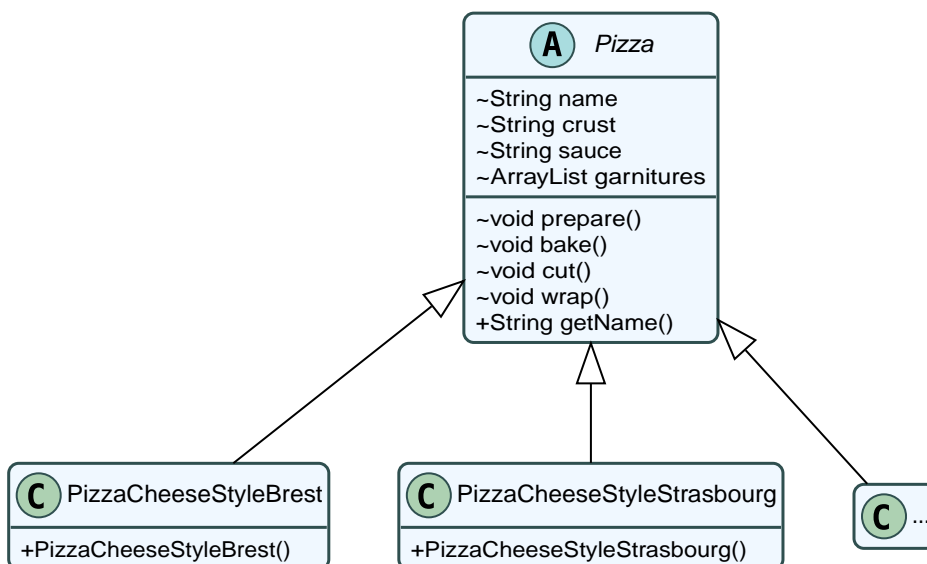 A Pizza
~String name
~String crust
~String sauce
~ArrayList garnitures
~void prepare()
~void bake()
~void cut()
~void wrap()
+String getName()
C PizzaCheeseStyleBrest
+PizzaCheeseStyleBrest()
C PizzaCheeseStyleStrasbourg
+PizzaCheeseStyleStrasbourg()
C ...